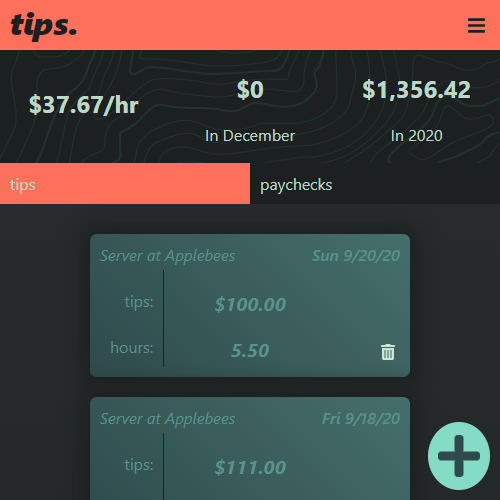 tips.
$37.67/hr
$0
In December
$1,356.42
In 2020
tips
paychecks
Server at Applebees
Sun 9/20/20
tips:
$100.00
hours:
5.50
Server at Applebees
Fri 9/18/20
tips:
$111.00